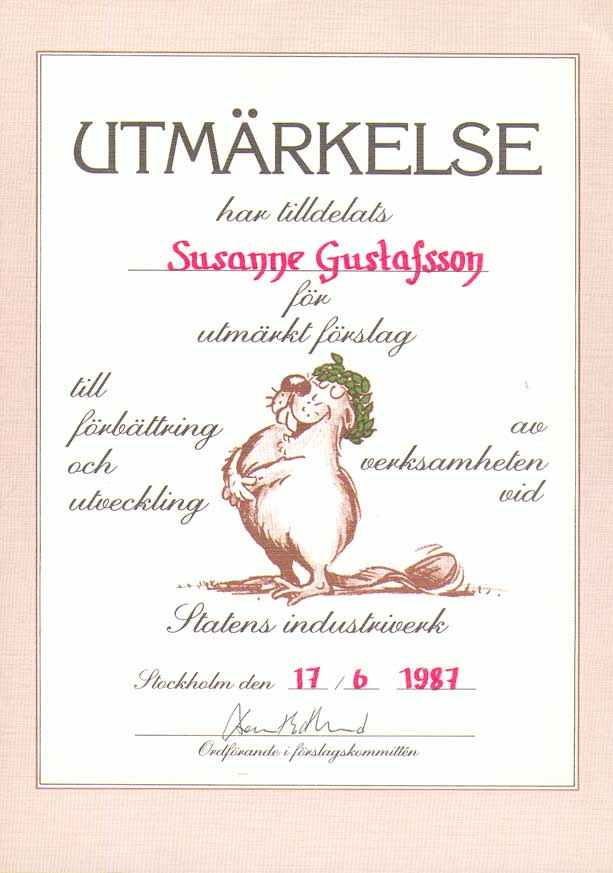 UTMÄRKELSE
har tilldelats
Susanne Gustafsson
för
utmärkt förslag
till
förbättring
och
utveckling
av
verksamheten
vid
Statens industriverk
Stockholm den 17 / 6 1987
Ordförande i förslagskommittén